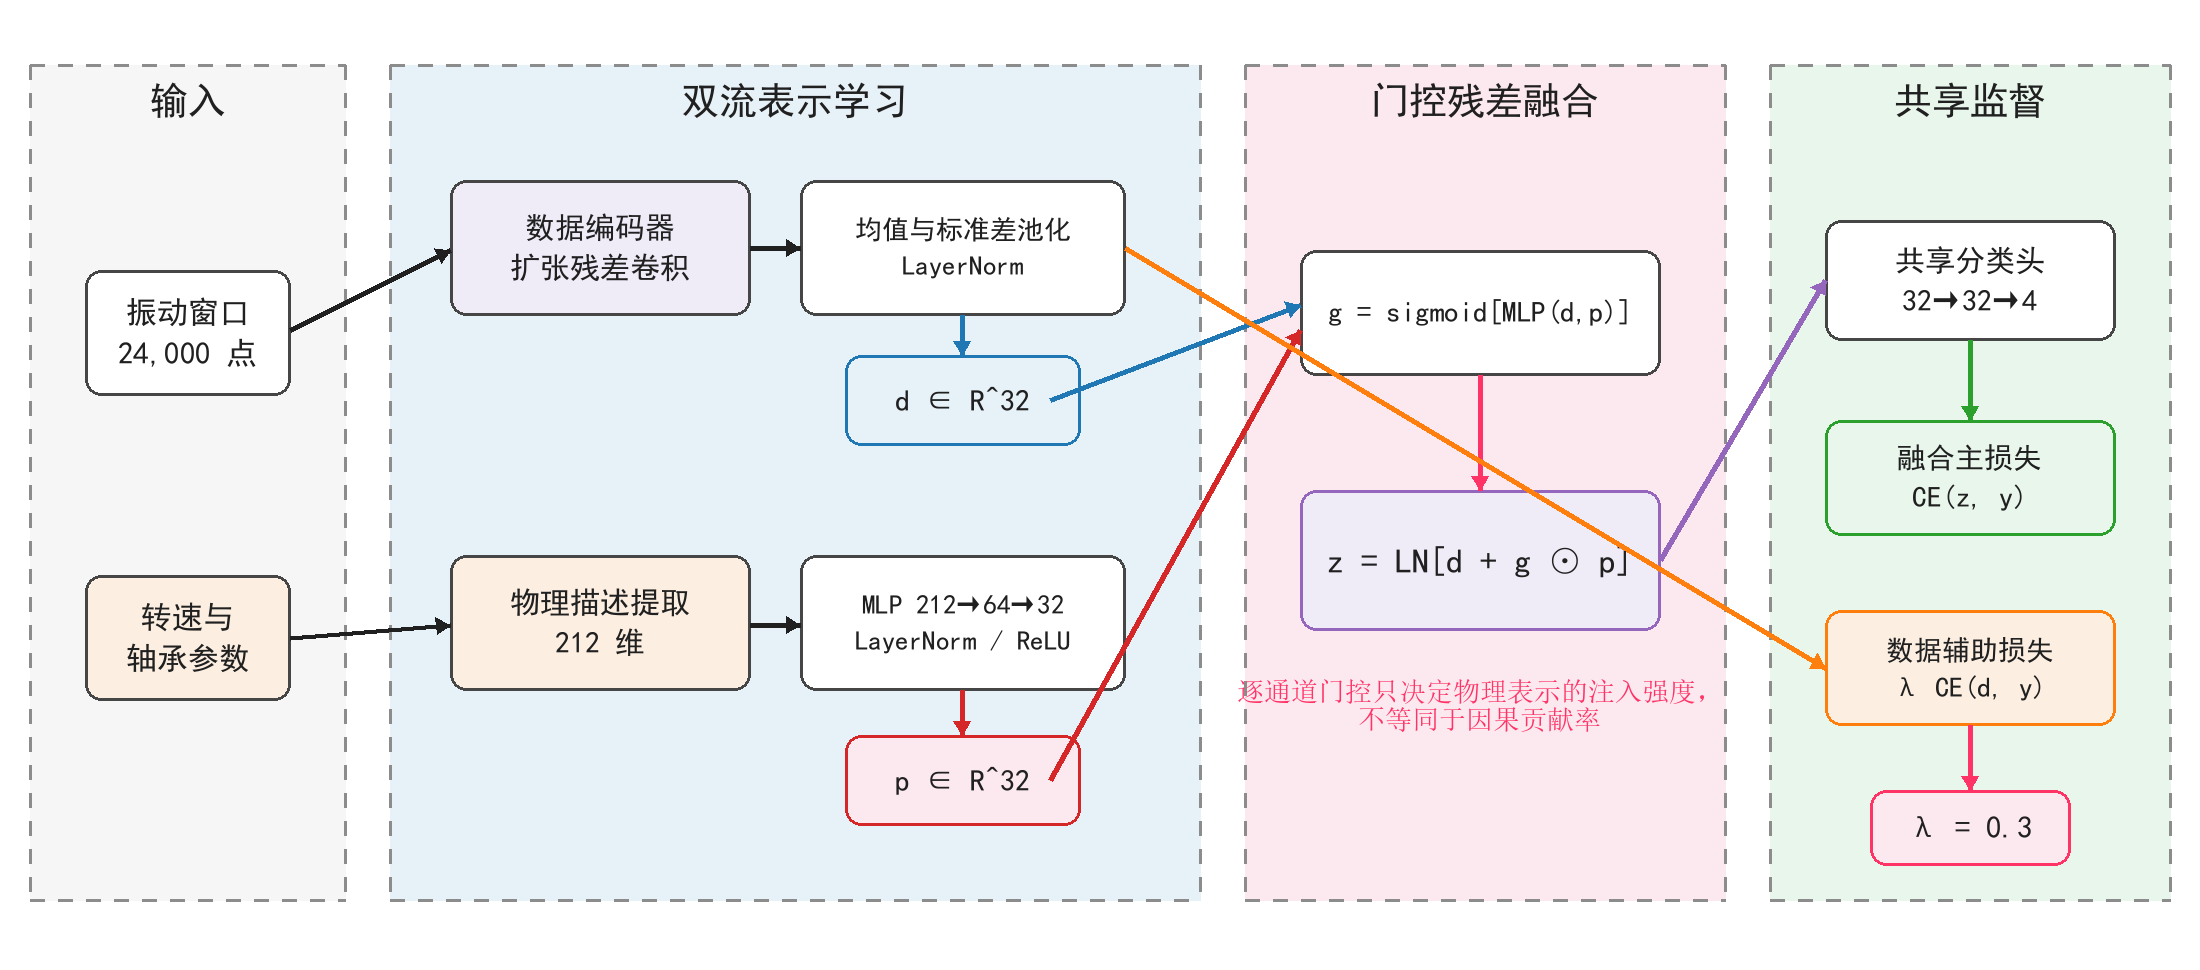 输入
振动窗口
24,000 点
转速与
轴承参数
双流表示学习
数据编码器
扩张残差卷积
均值与标准差池化
LayerNorm
d ∈ R^32
物理描述提取
212 维
MLP 212→64→32
LayerNorm / ReLU
p ∈ R^32
门控残差融合
g = sigmoid[MLP(d,p)]
z = LN[d + g ⊙ p]
逐通道门控只决定物理表示的注入强度，
不等同于因果贡献率
共享监督
共享分类头
32→32→4
融合主损失
CE(z, y)
数据辅助损失
λ CE(d, y)
λ = 0.3